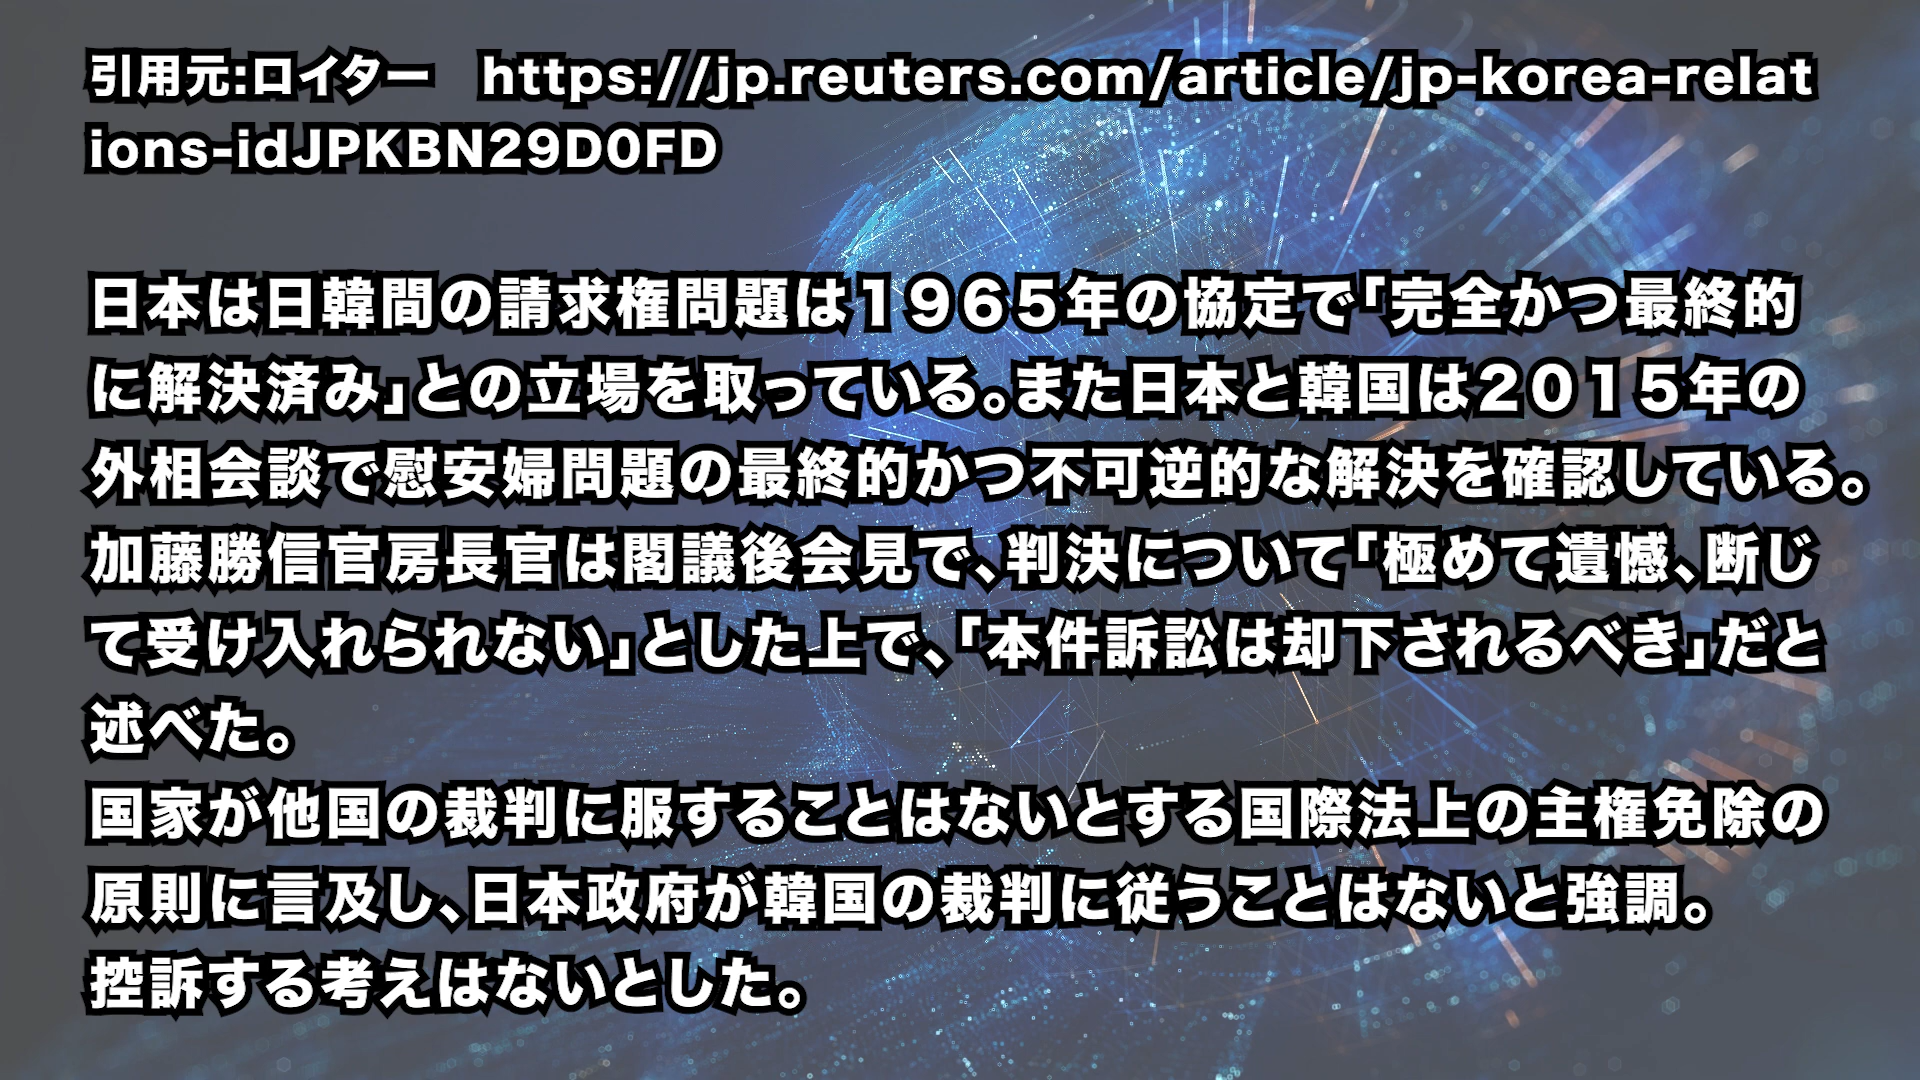 引用元:ロイター　https://jp.reuters.com/article/jp-korea-relat
ions-idJPKBN29D0FD
日本は日韓間の請求権問題は１９６５年の協定で「完全かつ最終的
に解決済み」との立場を取っている。また日本と韓国は２０１５年の
外相会談で慰安婦問題の最終的かつ不可逆的な解決を確認している。
加藤勝信官房長官は閣議後会見で、判決について「極めて遺憾、断じ
て受け入れられない」とした上で、「本件訴訟は却下されるべき」だと
述べた。
国家が他国の裁判に服することはないとする国際法上の主権免除の
原則に言及し、日本政府が韓国の裁判に従うことはないと強調。
控訴する考えはないとした。